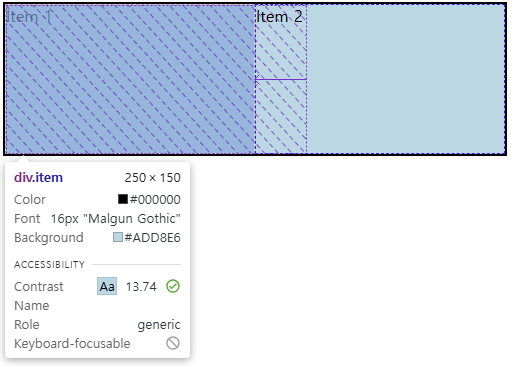 Item 1
Item 2
div.item 250 × 150
Color #000000
Font 16px "Malgun Gothic"
Background #ADD8E6
ACCESSIBILITY
Contrast Aa 13.74
Name
Role generic
Keyboard-focusable